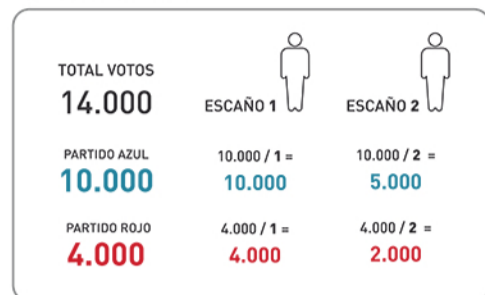 TOTAL VOTOS
14.000
ESCAÑO 1
ESCAÑO 2
PARTIDO AZUL
10.000
10.000 / 1 =
10.000
10.000 / 2 =
5.000
PARTIDO ROJO
4.000
4.000 / 1 =
4.000
4.000 / 2 =
2.000